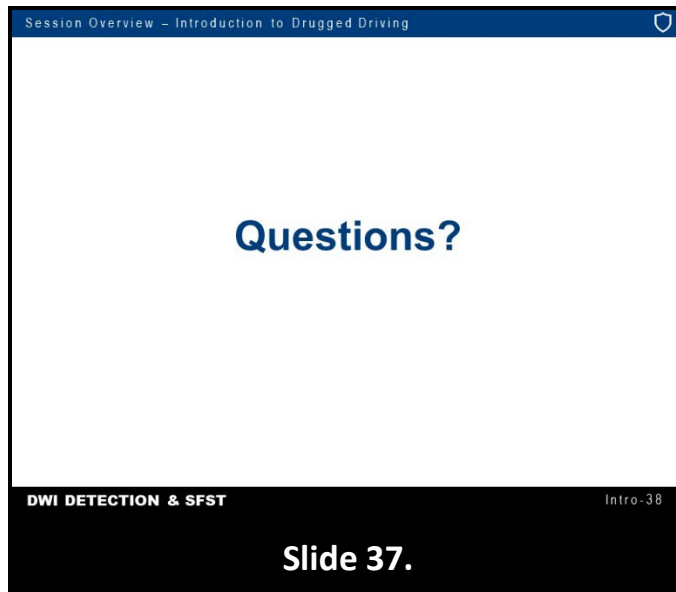 Session Overview – Introduction to Drugged Driving
Questions?
DWI DETECTION & SFST Intro-38
Slide 37.